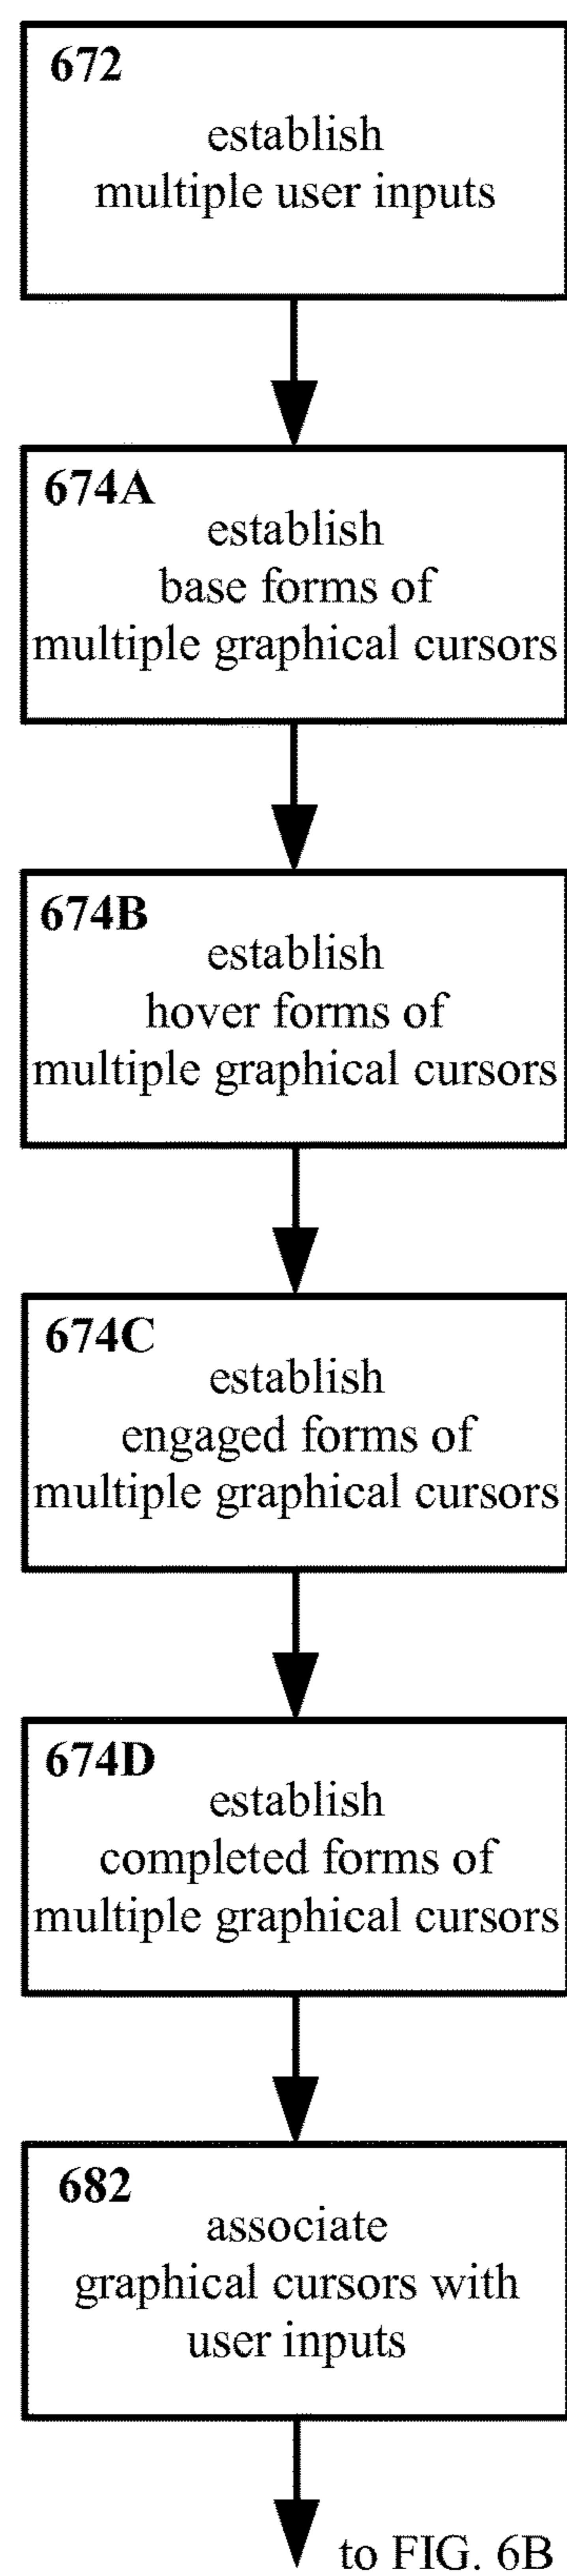 672
establish
multiple user inputs
674A
establish
base forms of
multiple graphical cursors
674B
establish
hover forms of
multiple graphical cursors
674C
establish
engaged forms of
multiple graphical cursors
674D
establish
completed forms of
multiple graphical cursors
682
associate
graphical cursors with
user inputs
to FIG. 6B